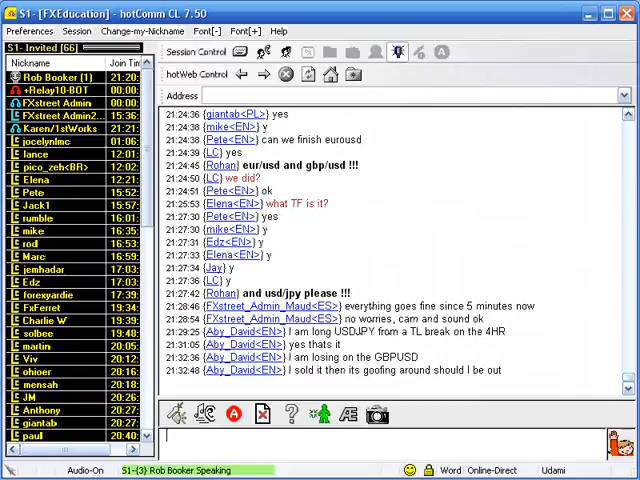 S1- [FXEducation] - hotComm CL 7.50
Preferences Session Change-my-Nickname Font[-] Font[+] Help
S1- Invited [66]
Session Control
Nickname Join Tim
hotWeb Control
Address
Rob Booker (1) 21:20:
+Relay10-BOT 00:00:
FXstreet Admin 00:00:
FXstreet Admin2... 15:36:
Karen/1stWorks 21:21:
jocelynlmc 12:01:
lance 12:01:
pico_zeh<BR> 12:02:
Elena 12:06:
Pete 15:52:
Jack1 15:57:
rumble 16:01:
mike 16:31:
rod 16:53:
Marc 16:59:
jemhadar 17:03:
Edz 17:03:
forexyardie 17:03:
FxFerret 17:04:
Charlie W 19:36:
solbee 19:48:
martin 20:05:
Viv 20:12:
ohioer 20:16:
mensah 20:18:
JM 20:27:
Anthony 20:27:
giantab 20:27:
paul 20:40:
21:24:36 {giantab<PL>} yes
21:24:38 {mike<EN>} y
21:24:38 {Pete<EN>} can we finish eurousd
21:24:39 {LC} yes
21:24:45 {Rohan} eur/usd and gbp/usd !!!
21:24:50 {LC} we did?
21:24:51 {Pete<EN>} ok
21:25:53 {Elena<EN>} what TF is it?
21:27:30 {Pete<EN>} yes
21:27:30 {mike<EN>} y
21:27:31 {Edz<EN>} y
21:27:33 {Elena<EN>} y
21:27:34 {Jay} y
21:27:36 {LC} y
21:27:42 {Rohan} and usd/jpy please !!!
21:28:46 {FXstreet_Admin_Maud<ES>} everything goes fine since 5 minutes now
21:28:54 {FXstreet_Admin_Maud<ES>} no worries, cam and sound ok
21:29:25 {Aby_David<EN>} I am long USDJPY from a TL break on the 4HR
21:31:05 {Aby_David<EN>} yes thats it
21:32:36 {Aby_David<EN>} I am losing on the GBPUSD
21:32:48 {Aby_David<EN>} I sold it then its goofing around should I be out
Audio-On S1-{3} Rob Booker Speaking Word Online-Direct Udami